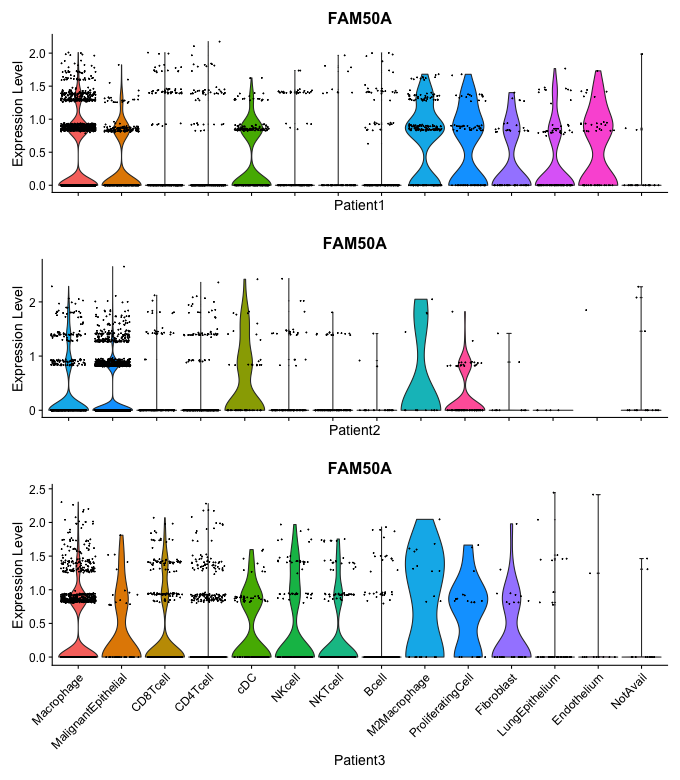 FAM50A
Expression Level
2.0
1.5
1.0
0.5
0.0
Patient1
FAM50A
Expression Level
2
1
0
Patient2
FAM50A
Expression Level
2.5
2.0
1.5
1.0
0.5
0.0
Macrophage
MalignantEpithelial
CD8Tcell
CD4Tcell
cDC
NKcell
NKTcell
Bcell
M2Macrophage
ProliferatingCell
Fibroblast
LungEpithelium
Endothelium
NotAvail
Patient3